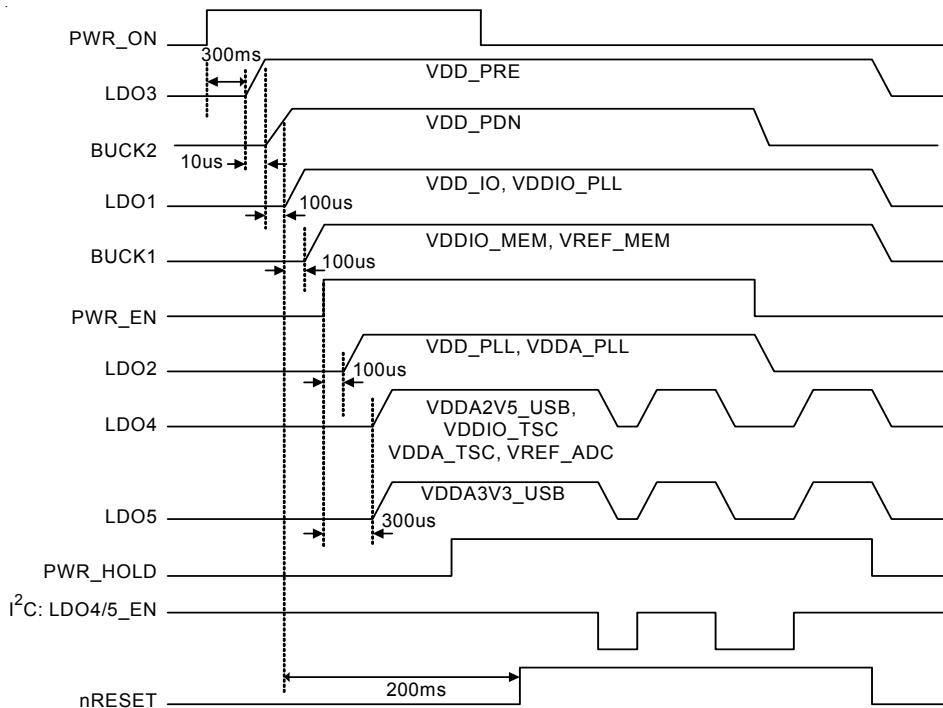 PWR_ON
300ms
VDD_PRE
LDO3
VDD_PDN
BUCK2
10us
VDD_IO, VDDIO_PLL
LDO1
100us
VDDIO_MEM, VREF_MEM
BUCK1
100us
PWR_EN
VDD_PLL, VDDA_PLL
LDO2
100us
VDDA2V5_USB,
VDDIO_TSC
LDO4
VDDA_TSC, VREF_ADC
VDDA3V3_USB
LDO5
300us
PWR_HOLD
I²C: LDO4/5_EN
200ms
nRESET